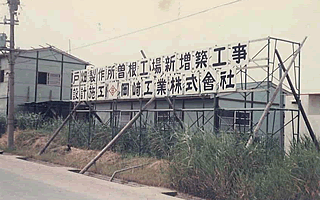 戸畑製作所曽根工場新増築工事
設計施工 岡崎工業株式會社